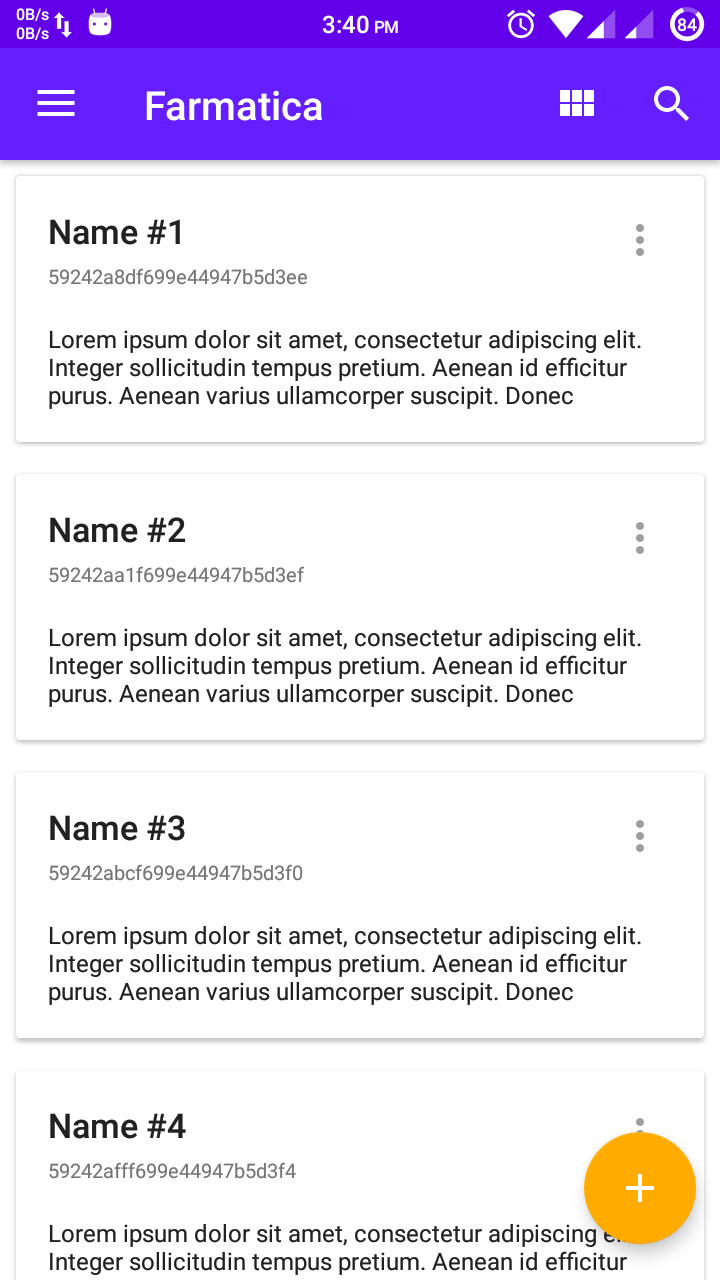 0B/s
0B/s
3:40 PM
84
Farmatica
Name #1
59242a8df699e44947b5d3ee
Lorem ipsum dolor sit amet, consectetur adipiscing elit.
Integer sollicitudin tempus pretium. Aenean id efficitur
purus. Aenean varius ullamcorper suscipit. Donec
Name #2
59242aa1f699e44947b5d3ef
Lorem ipsum dolor sit amet, consectetur adipiscing elit.
Integer sollicitudin tempus pretium. Aenean id efficitur
purus. Aenean varius ullamcorper suscipit. Donec
Name #3
59242abcf699e44947b5d3f0
Lorem ipsum dolor sit amet, consectetur adipiscing elit.
Integer sollicitudin tempus pretium. Aenean id efficitur
purus. Aenean varius ullamcorper suscipit. Donec
Name #4
59242afff699e44947b5d3f4
Lorem ipsum dolor sit amet, consectetur adipiscing
Integer sollicitudin tempus pretium. Aenean id efficitur